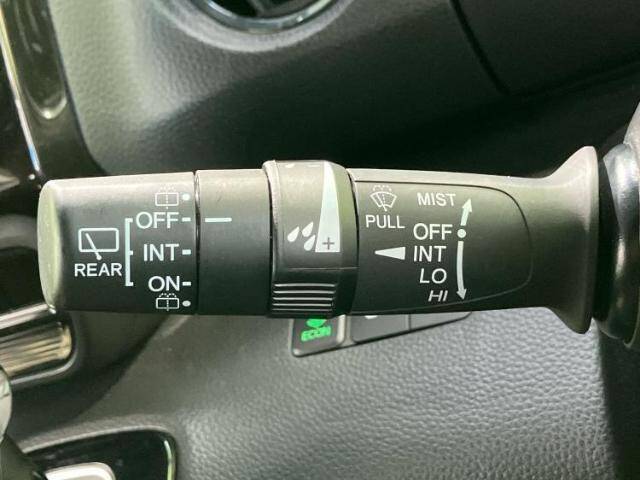 OFF
INT
REAR
ON
+
PULL
MIST
OFF
INT
LO
HI
ECON